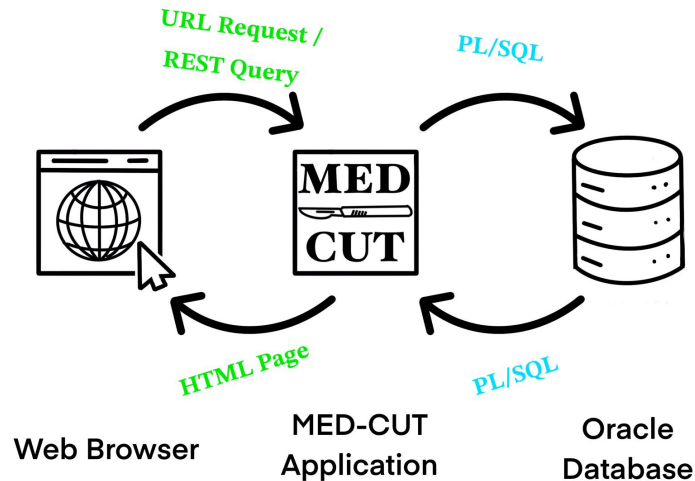 URL Request /
REST Query
PL/SQL
MED
CUT
HTML Page
PL/SQL
Web Browser
MED-CUT
Application
Oracle
Database